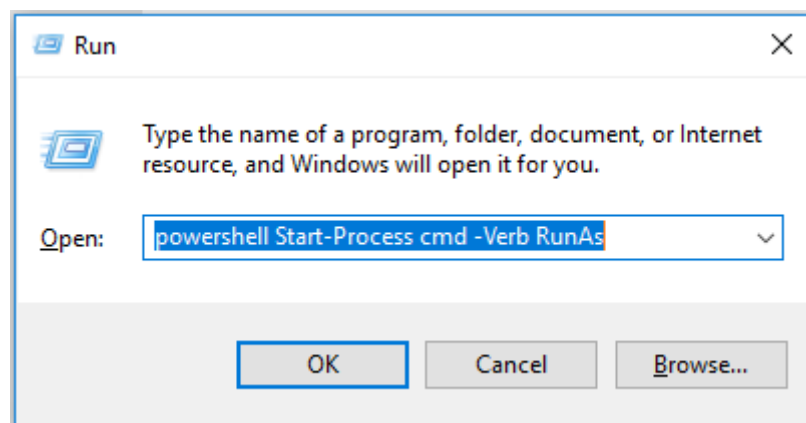 Run
Type the name of a program, folder, document, or Internet
resource, and Windows will open it for you.
Open: powershell Start-Process cmd -Verb RunAs
OK Cancel Browse...